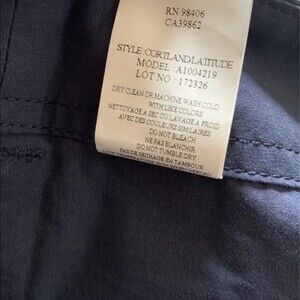 RN 98406
CA39862
STYLE :CORTLAND LATITUDE
MODEL : A1004219
LOT NO : 172326
DRY CLEAN OR MACHINE WASH COLD
WITH LIKE COLORS
NETTOYAGE A SEC OU LAVAGE A FROID
AVEC DES COULEURS SIMILAIRES
DO NOT BLEACH
NE PAS BLANCHIR
DO NOT TUMBLE DRY
PAS DE SECHAGE EN TAMBOUR